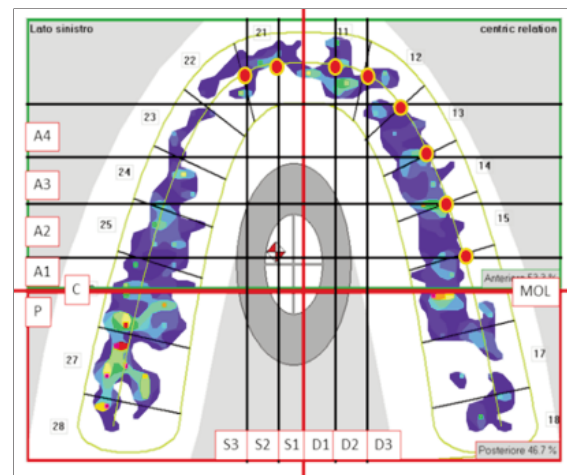 Lato sinistro
centric relation
21
11
22
12
23
13
A4
24
14
A3
25
15
A2
A1
Anteriore 53.3 %
C
MOL
P
27
17
28
18
S3
S2
S1
D1
D2
D3
Posteriore 46.7 %